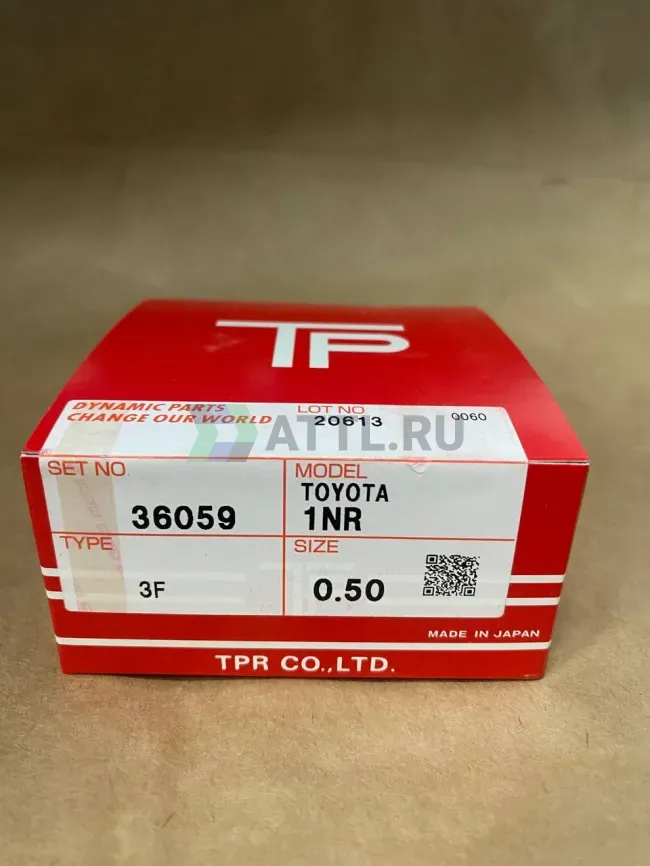 TP
DYNAMIC PARTS
CHANGE OUR WORLD
LOT NO
20613
0060
ATTL.RU
SET NO.
36059
MODEL
TOYOTA
1NR
TYPE
3F
SIZE
0.50
MADE IN JAPAN
TPR CO.,LTD.